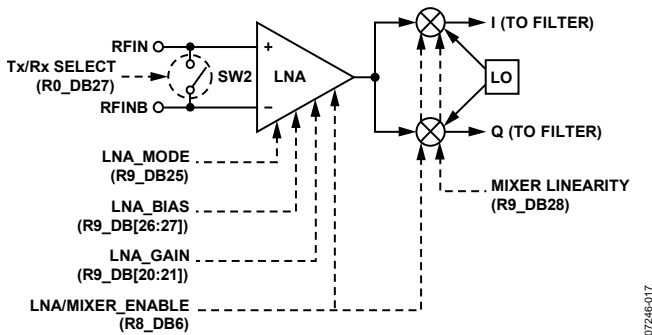 RFIN
I (TO FILTER)
Tx/Rx SELECT
(R0_DB27)
SW2
LNA
LO
RFINB
Q (TO FILTER)
LNA_MODE
(R9_DB25)
MIXER LINEARITY
(R9_DB28)
LNA_BIAS
(R9_DB[26:27])
LNA_GAIN
(R9_DB[20:21])
LNA/MIXER_ENABLE
(R8_DB6)
07246-017
+
−